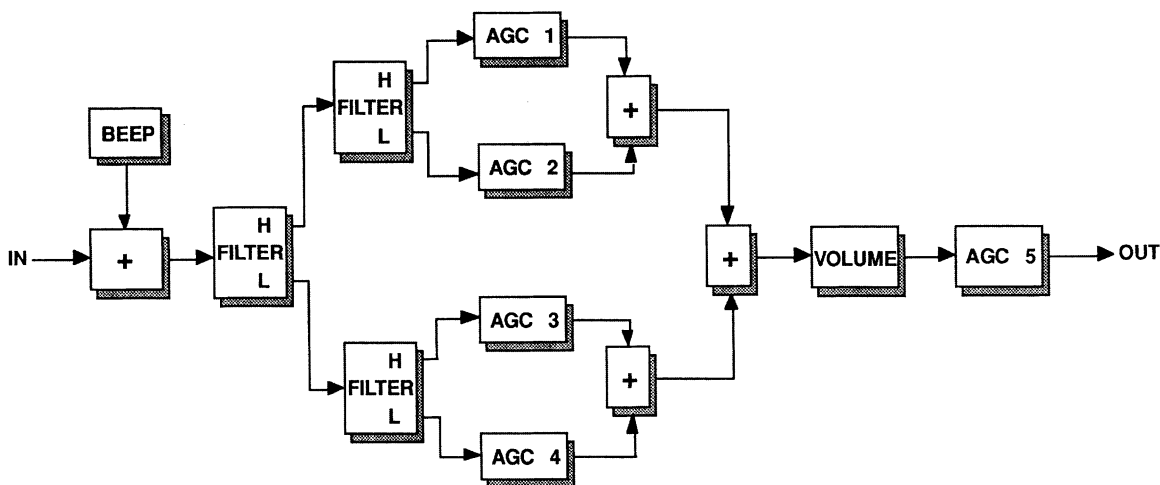 BEEP
IN
+
H
FILTER
L
H
FILTER
L
AGC 1
AGC 2
+
H
FILTER
L
AGC 3
AGC 4
+
+
VOLUME
AGC 5
OUT